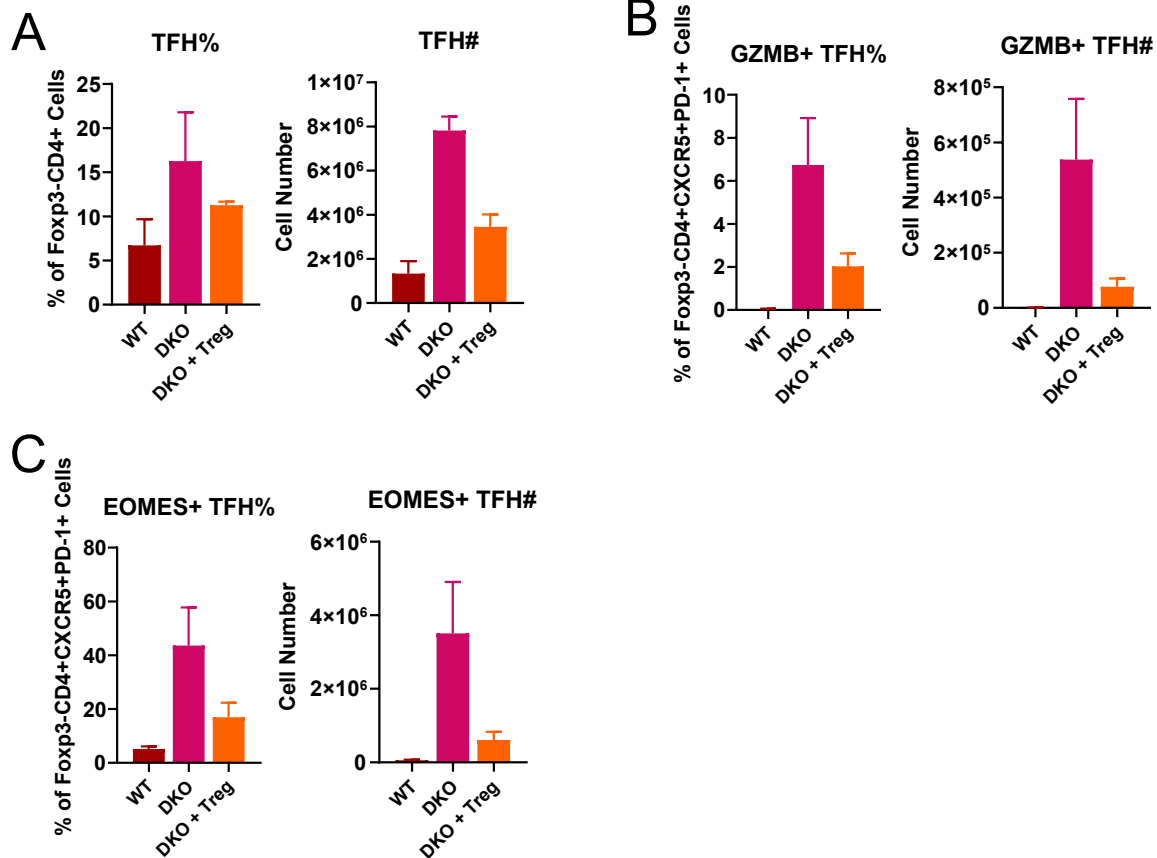 A
TFH%
% of Foxp3-CD4+ Cells
25
20
15
10
5
0
WT
DKO
DKO + Treg
TFH#
Cell Number
1×10⁷
8×10⁶
6×10⁶
4×10⁶
2×10⁶
0
WT
DKO
DKO + Treg
B
GZMB+ TFH%
% of Foxp3-CD4+CXCR5+PD-1+ Cells
10
8
6
4
2
0
WT
DKO
DKO + Treg
GZMB+ TFH#
Cell Number
8×10⁵
6×10⁵
4×10⁵
2×10⁵
0
WT
DKO
DKO + Treg
C
EOMES+ TFH%
% of Foxp3-CD4+CXCR5+PD-1+ Cells
80
60
40
20
0
WT
DKO
DKO + Treg
EOMES+ TFH#
Cell Number
6×10⁶
4×10⁶
2×10⁶
0
WT
DKO
DKO + Treg